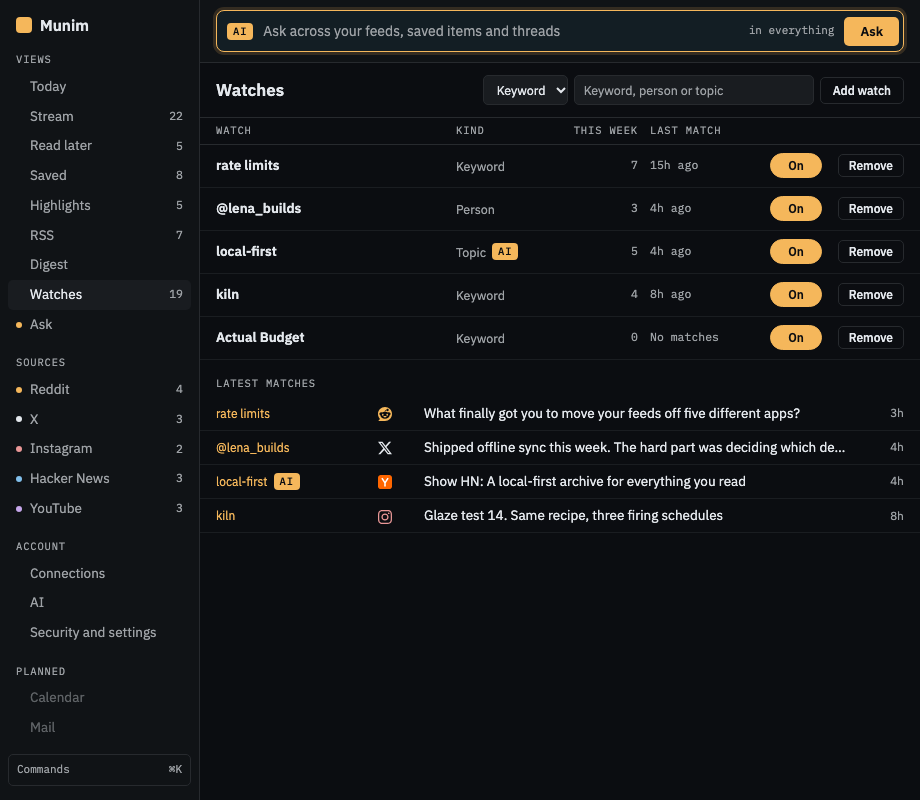 Munim
VIEWS
Today
Stream 22
Read later 5
Saved 8
Highlights 5
RSS 7
Digest
Watches 19
Ask
SOURCES
Reddit 4
X 3
Instagram 2
Hacker News 3
YouTube 3
ACCOUNT
Connections
AI
Security and settings
PLANNED
Calendar
Mail
Commands ⌘K
AI Ask across your feeds, saved items and threads in everything Ask
Watches Keyword Keyword, person or topic Add watch
WATCH KIND THIS WEEK LAST MATCH
rate limits Keyword 7 15h ago On Remove
@lena_builds Person 3 4h ago On Remove
local-first Topic AI 5 4h ago On Remove
kiln Keyword 4 8h ago On Remove
Actual Budget Keyword 0 No matches On Remove
LATEST MATCHES
rate limits What finally got you to move your feeds off five different apps? 3h
@lena_builds X Shipped offline sync this week. The hard part was deciding which de... 4h
local-first AI Y Show HN: A local-first archive for everything you read 4h
kiln Glaze test 14. Same recipe, three firing schedules 8h